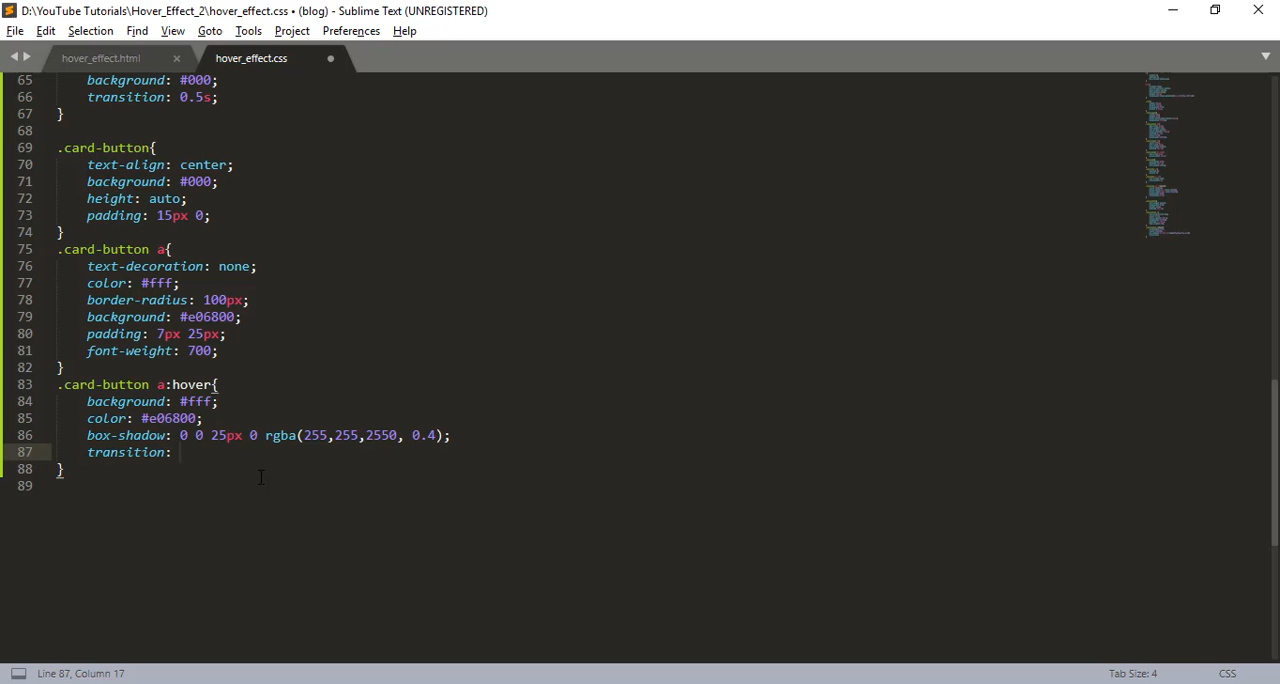 D:\YouTube Tutorials\Hover_Effect_2\hover_effect.css • (blog) - Sublime Text (UNREGISTERED)
File Edit Selection Find View Goto Tools Project Preferences Help
hover_effect.html × hover_effect.css
65 background: #000;
66 transition: 0.5s;
67 }
68
69 .card-button{
70 text-align: center;
71 background: #000;
72 height: auto;
73 padding: 15px 0;
74 }
75 .card-button a{
76 text-decoration: none;
77 color: #fff;
78 border-radius: 100px;
79 background: #e06800;
80 padding: 7px 25px;
81 font-weight: 700;
82 }
83 .card-button a:hover{
84 background: #fff;
85 color: #e06800;
86 box-shadow: 0 0 25px 0 rgba(255,255,2550, 0.4);
87 transition:
88 }
89
Line 87, Column 17 Tab Size: 4 CSS